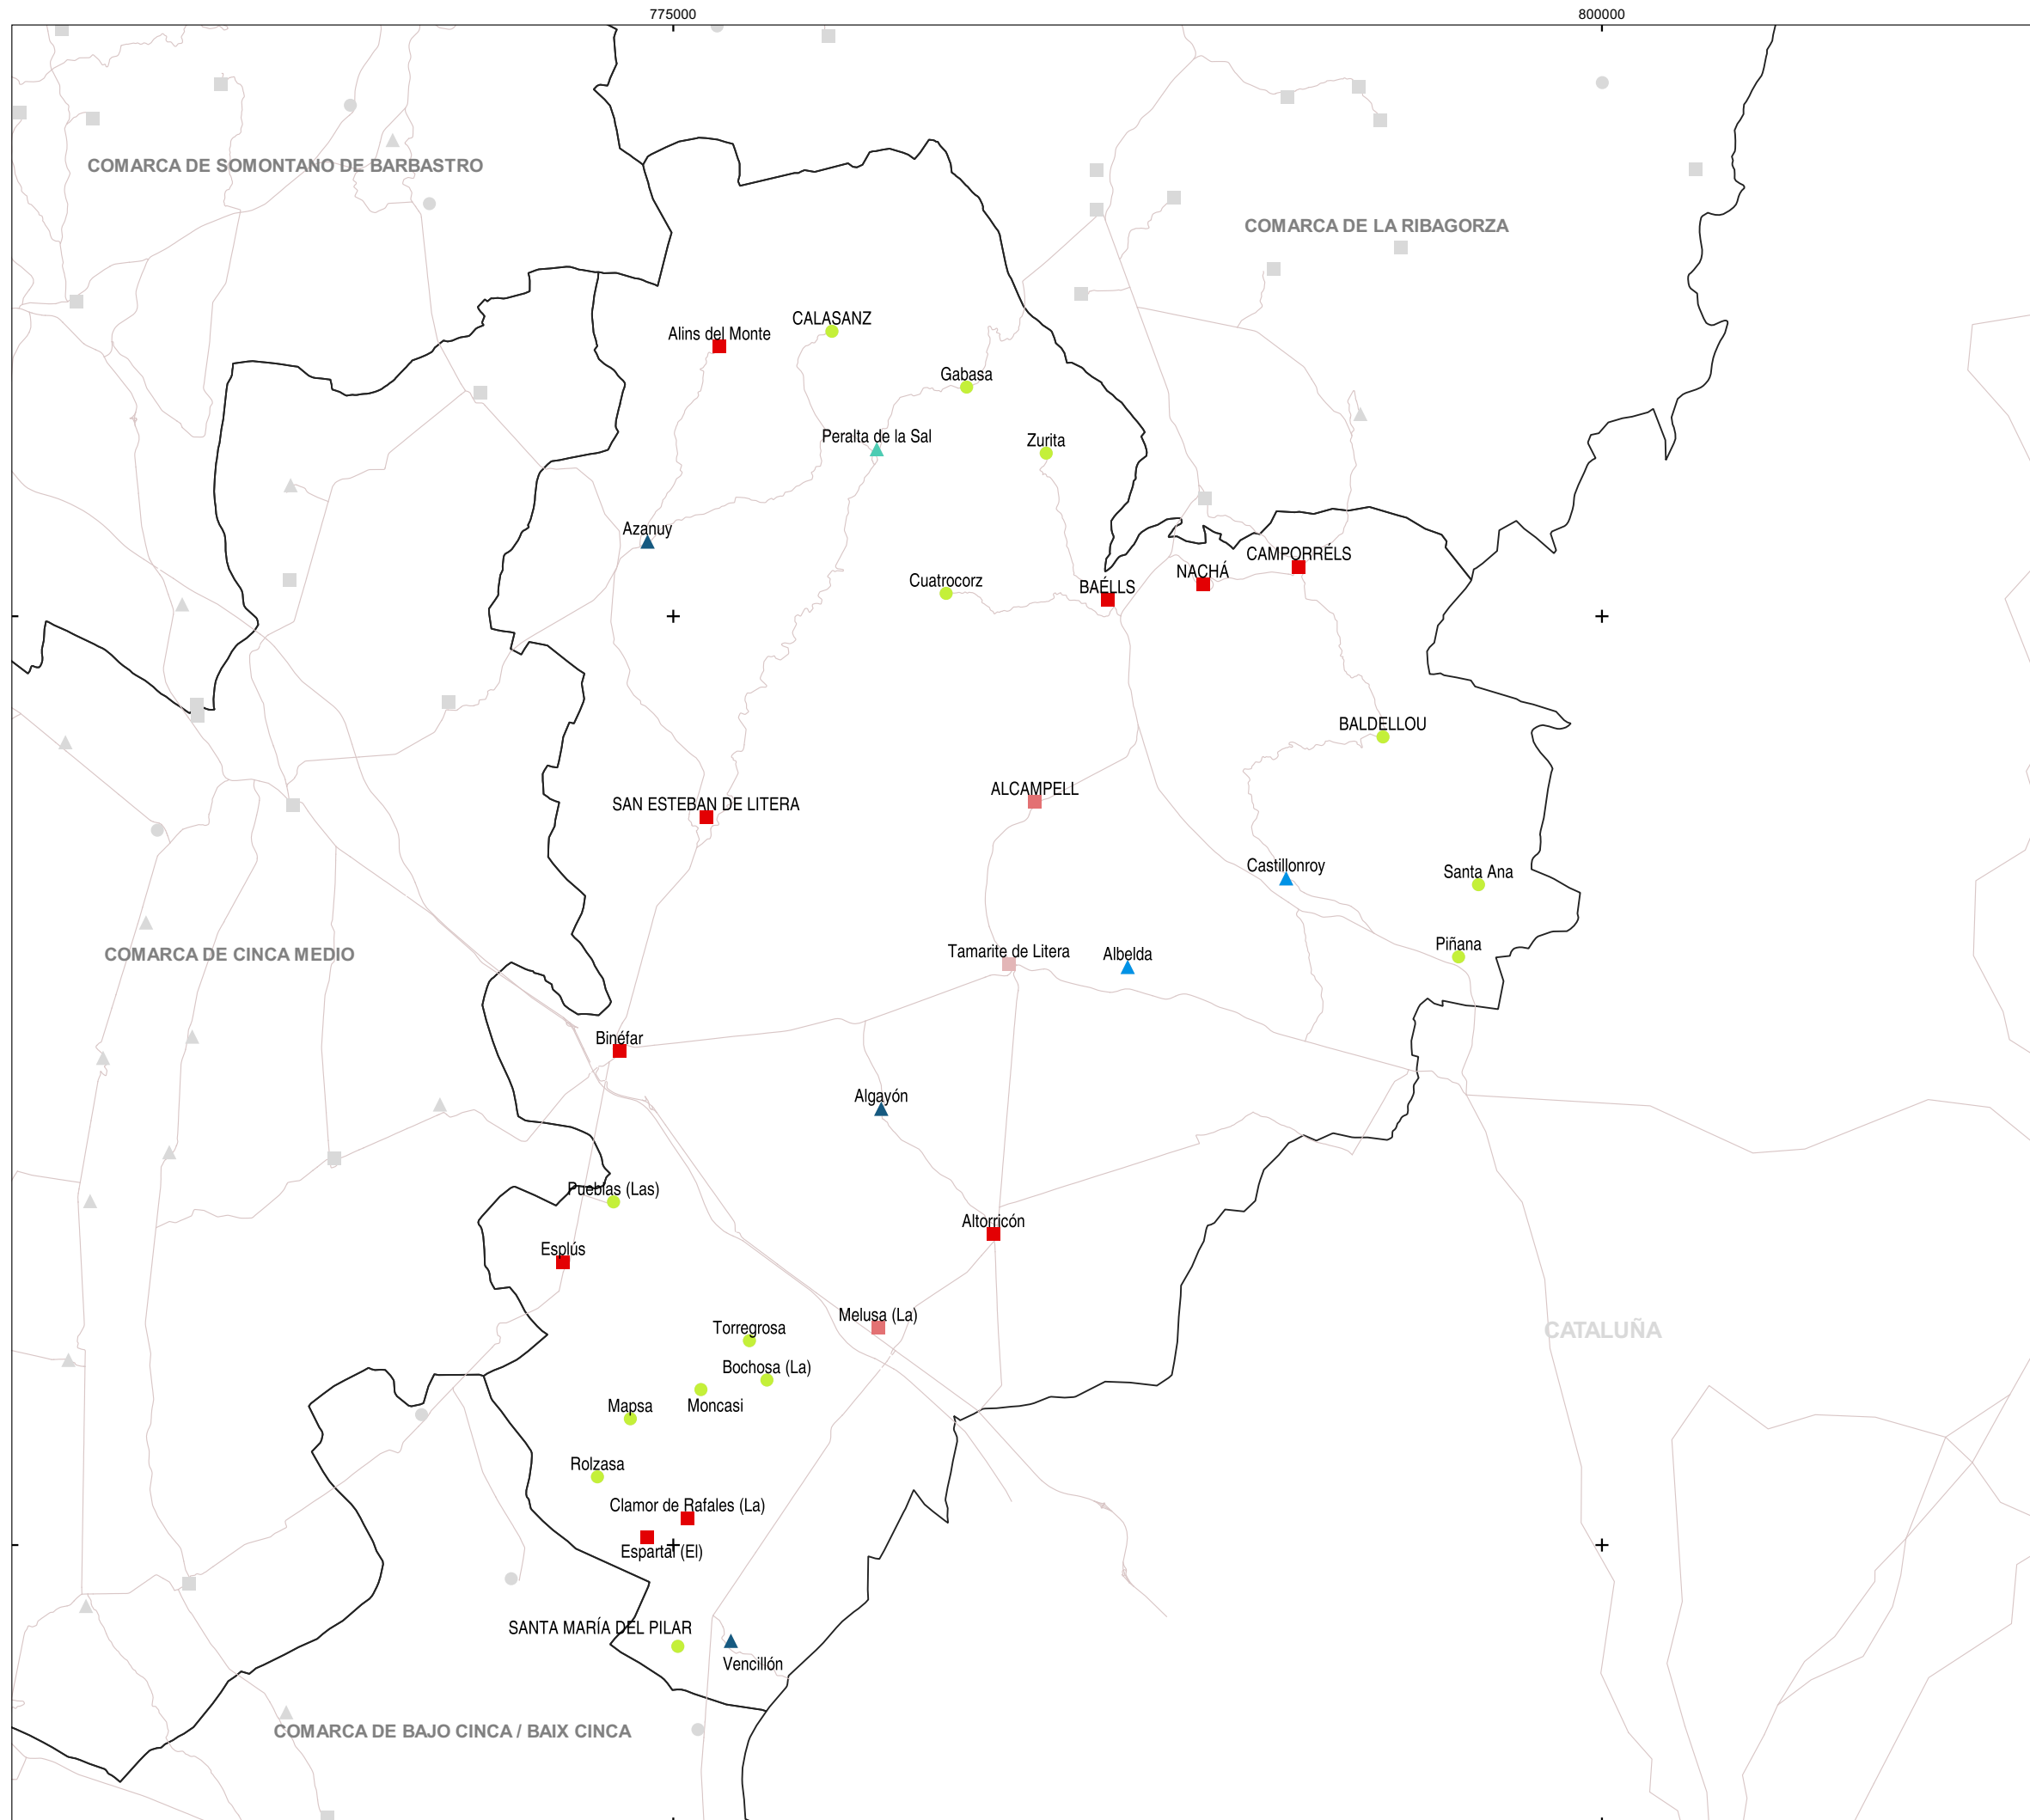 775000
800000
COMARCA DE SOMONTANO DE BARBASTRO
COMARCA DE LA RIBAGORZA
CALASANZ
Alins del Monte
Gabasa
Peralta de la Sal
Zurita
Azanuy
CAMPORRÉLS
NACHÁ
Cuatrocorz
BAÉLLS
BALDELLOU
ALCAMPELL
SAN ESTEBAN DE LITERA
Castillonroy
Santa Ana
Piñana
Tamarite de Litera
Albelda
COMARCA DE CINCA MEDIO
Binéfar
Algayón
Pueblas (Las)
Altorricón
Esplús
Melusa (La)
Torregrosa
CATALUÑA
Bochosa (La)
Mapsa
Moncasi
Rolzasa
Clamor de Rafales (La)
Espartal (El)
SANTA MARÍA DEL PILAR
Vencillón
COMARCA DE BAJO CINCA / BAIX CINCA